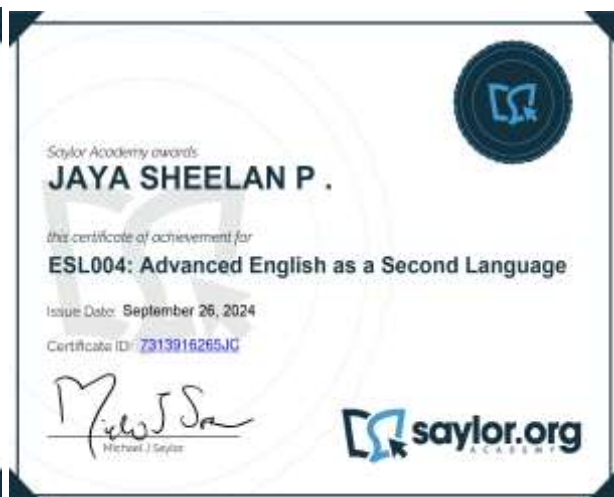 Saylor Academy awards
JAYA SHEELAN P .
this certificate of achievement for
ESL004: Advanced English as a Second Language
Issue Date: September 26, 2024
Certificate ID: 7313916265JC
Michael J Saylor
saylor.org
ACADEMY